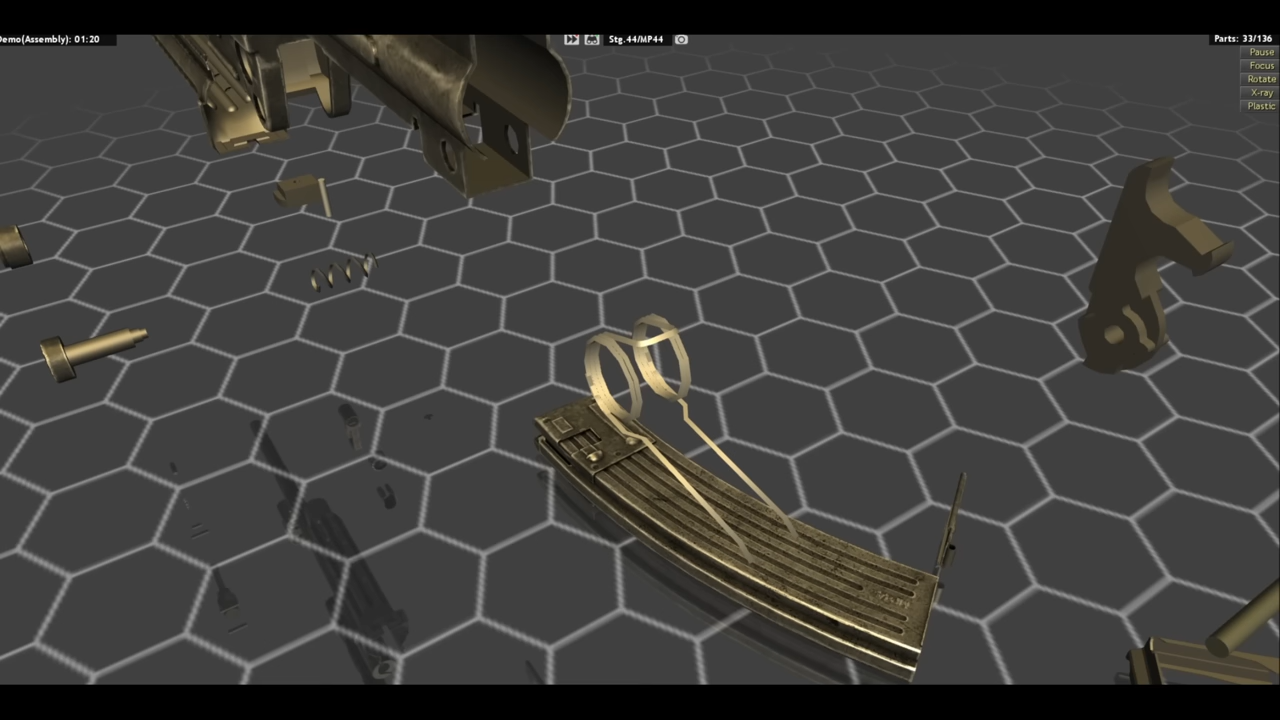 Demo(Assembly): 01:20
Stg.44/MP44
Parts: 33/136
Pause
Focus
Rotate
X-ray
Plastic